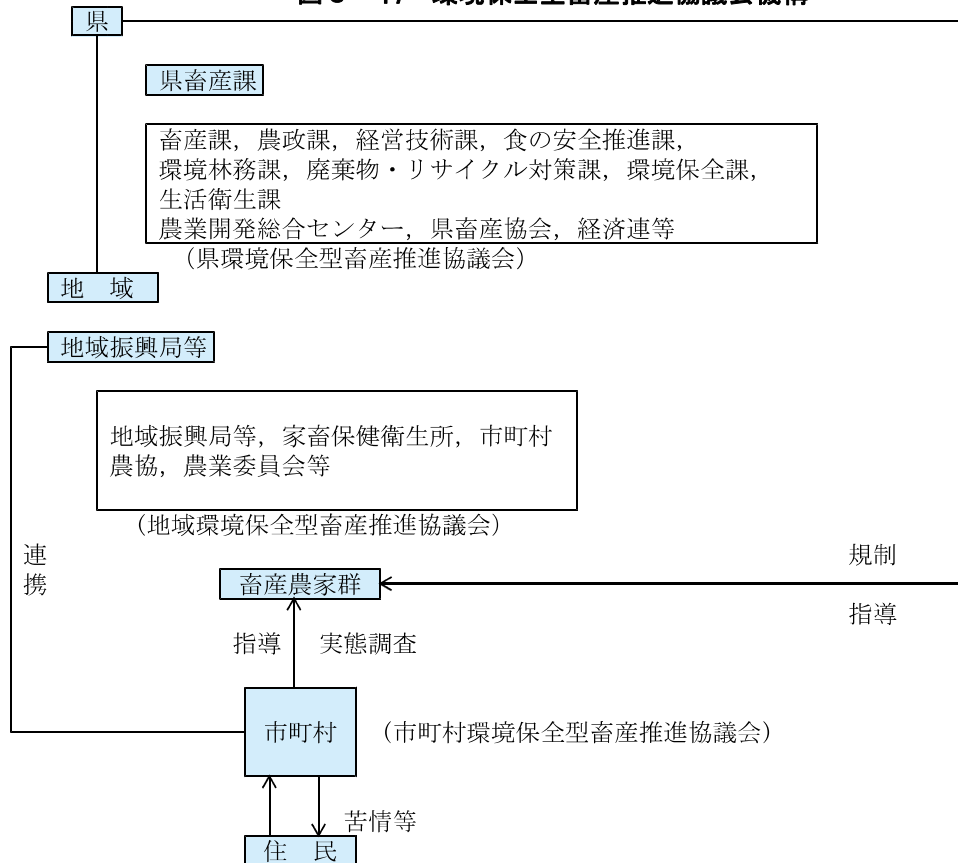 県
県畜産課
畜産課，農政課，経営技術課，食の安全推進課，
環境林務課，廃棄物・リサイクル対策課，環境保全課，
生活衛生課
農業開発総合センター，県畜産協会，経済連等
（県環境保全型畜産推進協議会）
地　域
地域振興局等
地域振興局等，家畜保健衛生所，市町村
農協，農業委員会等
（地域環境保全型畜産推進協議会）
連携
規制
畜産農家群
指導
指導　実態調査
市町村　（市町村環境保全型畜産推進協議会）
苦情等
住　民